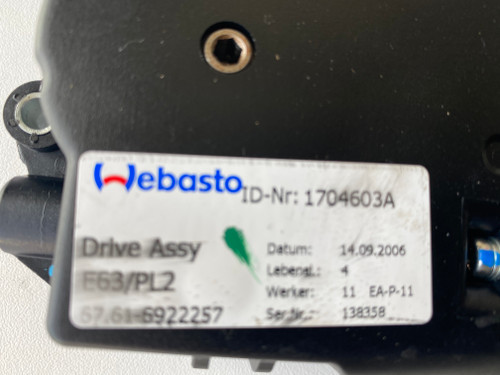 Webasto ID-Nr: 1704603A
Drive Assy
E63/PL2
67.61-6922257
Datum: 14.09.2006
Lebend.: 4
Werker: 11 EA-P-11
Ser.Nr.: 138358